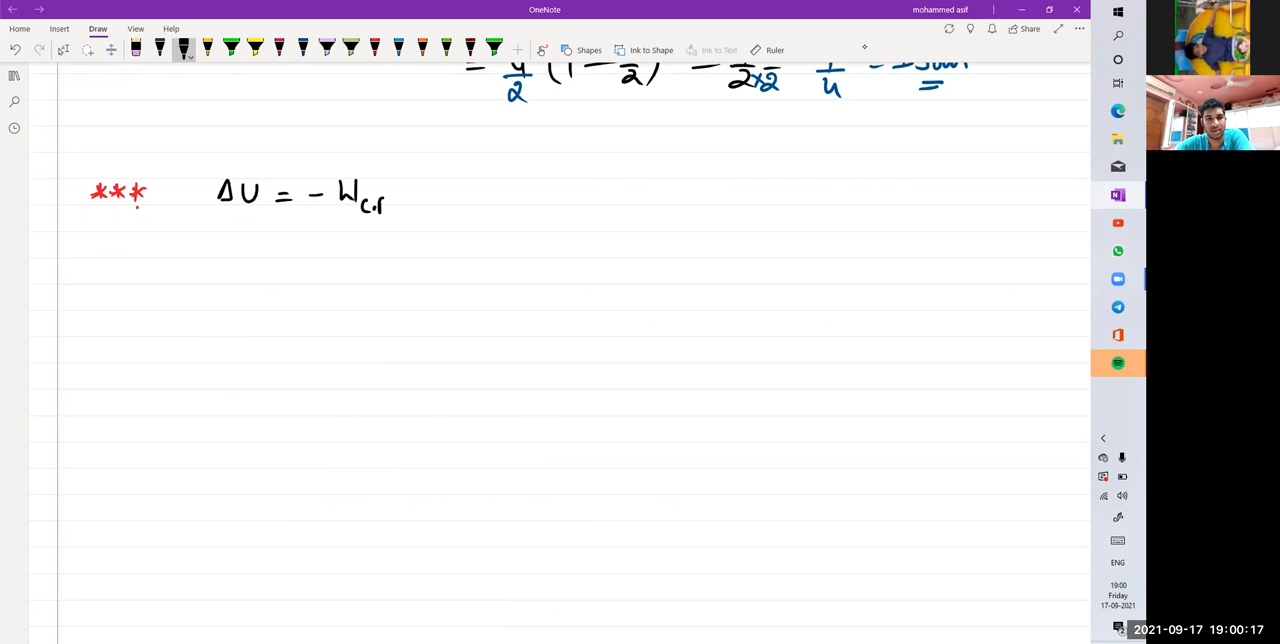 OneNote
mohammed asif
Home Insert Draw View Help
Share
Shapes Ink to Shape Ink to Text Ruler
*** ΔU = - W c.f
ENG
19:00
Friday
17-09-2021
2021-09-17 19:00:17